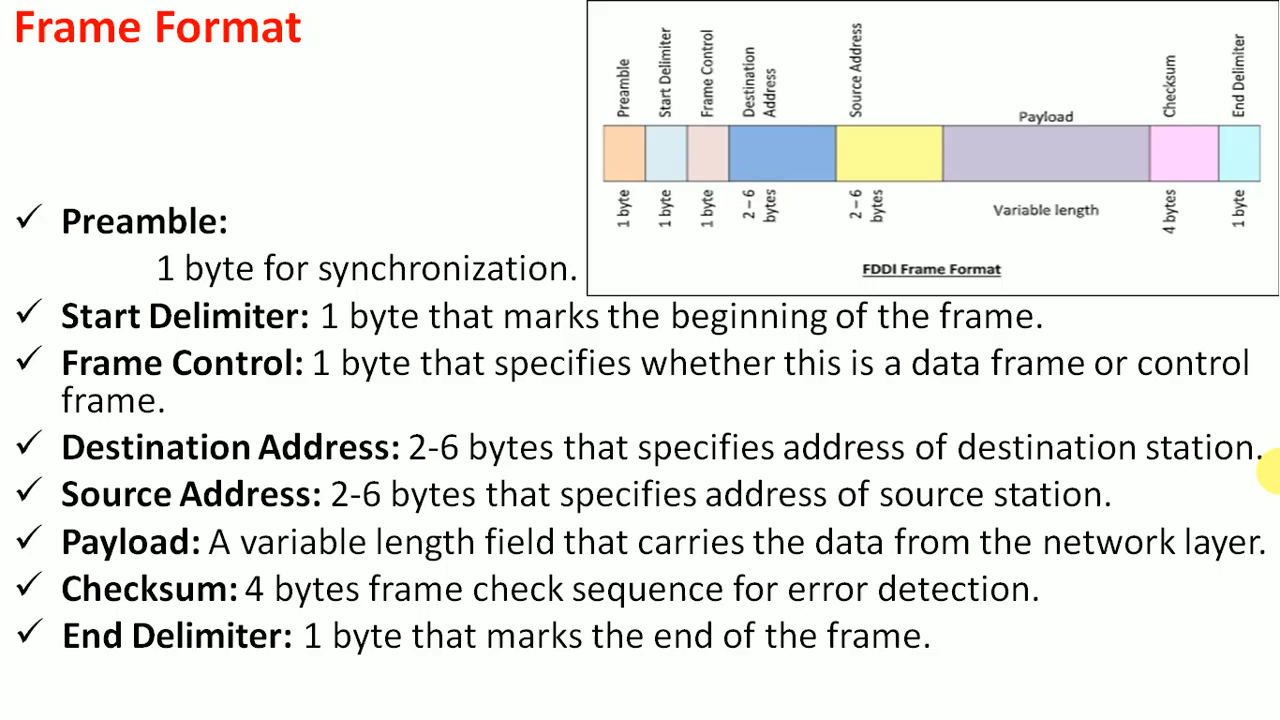 Frame Format
Preamble
Start Delimiter
Frame Control
Destination
Address
Source Address
Payload
Checksum
End Delimiter
1 byte
1 byte
1 byte
2 – 6
bytes
2 – 6
bytes
Variable length
4 bytes
1 byte
FDDI Frame Format
✓ Preamble:
1 byte for synchronization.
✓ Start Delimiter: 1 byte that marks the beginning of the frame.
✓ Frame Control: 1 byte that specifies whether this is a data frame or control
frame.
✓ Destination Address: 2-6 bytes that specifies address of destination station.
✓ Source Address: 2-6 bytes that specifies address of source station.
✓ Payload: A variable length field that carries the data from the network layer.
✓ Checksum: 4 bytes frame check sequence for error detection.
✓ End Delimiter: 1 byte that marks the end of the frame.